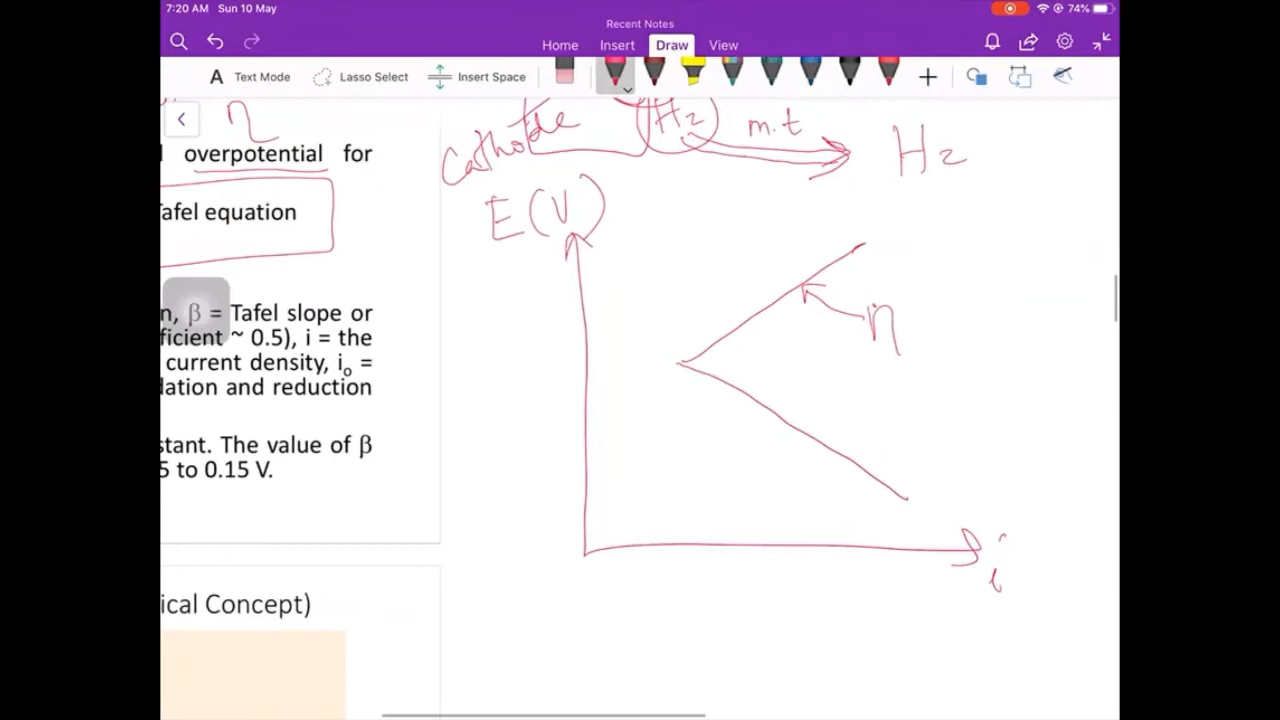 7:20 AM Sun 10 May
74%
Recent Notes
Home Insert Draw View
A Text Mode Lasso Select Insert Space
η
overpotential for
Tafel equation
n, β = Tafel slope or
ficient ~ 0.5), i = the
current density, iₒ =
dation and reduction
stant. The value of β
5 to 0.15 V.
ical Concept)
Cathode H₂ m.t H₂
E(V)
η
i